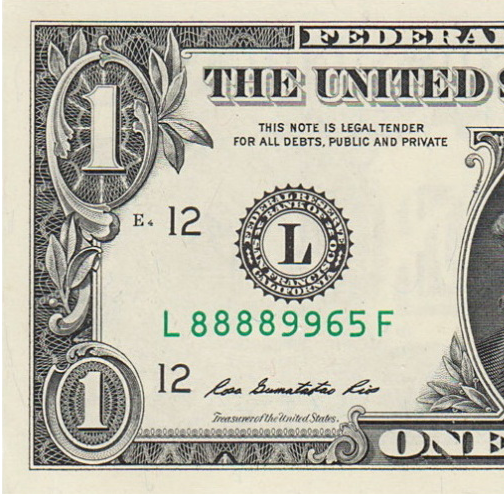 FEDERAL
THE UNITED
THIS NOTE IS LEGAL TENDER
FOR ALL DEBTS, PUBLIC AND PRIVATE
1
E4 12
FEDERAL RESERVE
BANK OF
SAN FRANCISCO
CALIFORNIA
L
L 88889965 F
12 Rosa Gumataotao Rios
Treasurer of the United States.
1
ONE